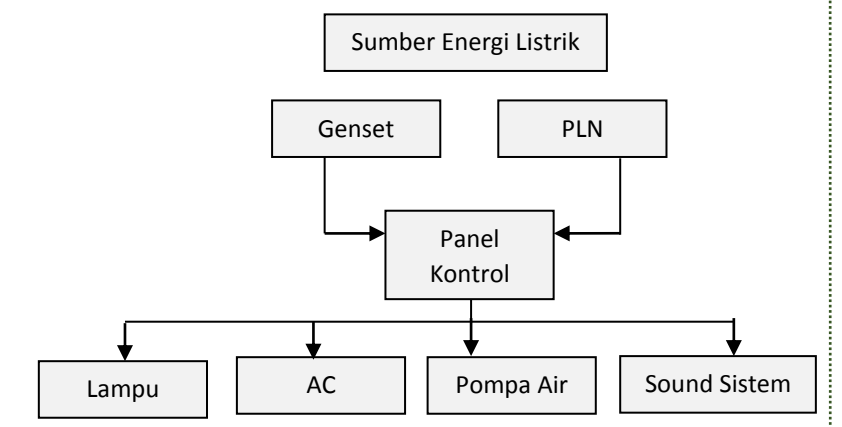 Sumber Energi Listrik
Genset
PLN
Panel
Kontrol
Lampu
AC
Pompa Air
Sound Sistem